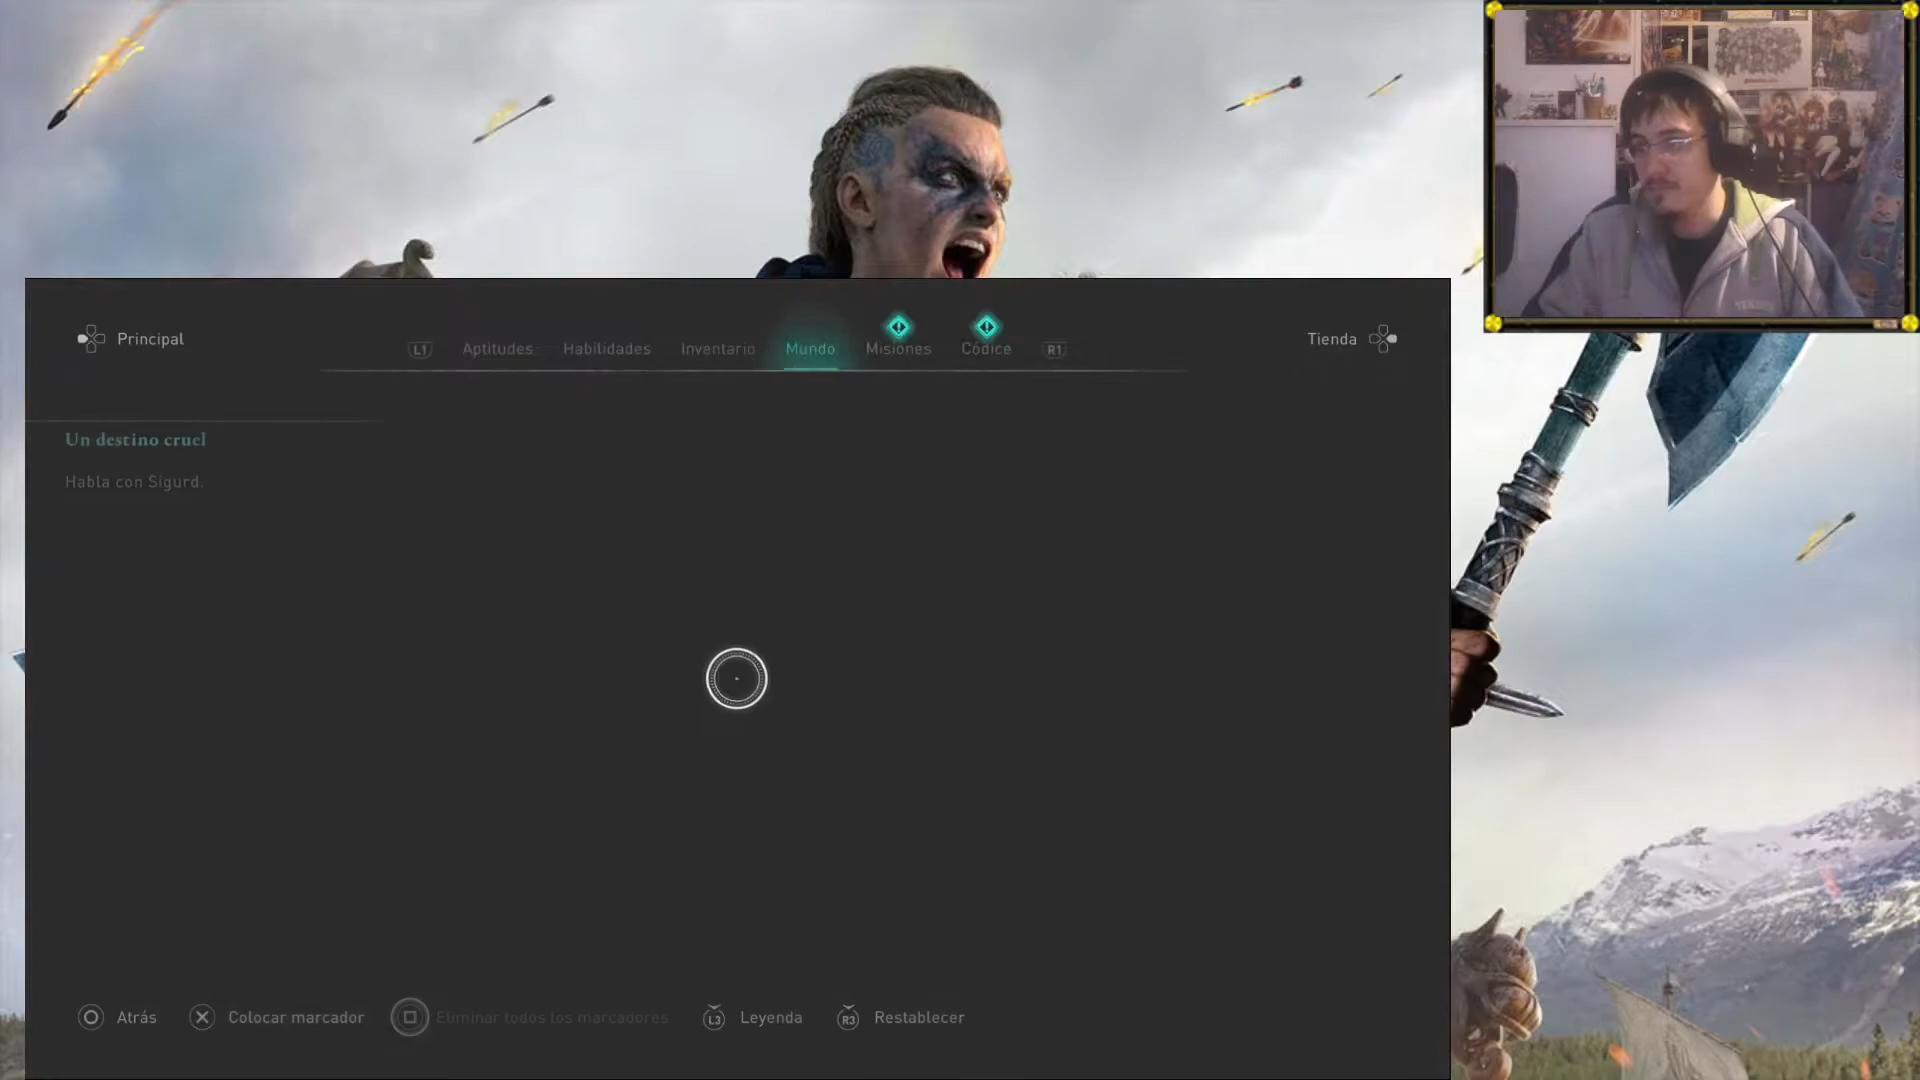 Principal
L1 Aptitudes Habilidades Inventario Mundo Misiones Códice R1
Tienda
Un destino cruel
Habla con Sigurd.
Atrás Colocar marcador Eliminar todos los marcadores L3 Leyenda R3 Restablecer